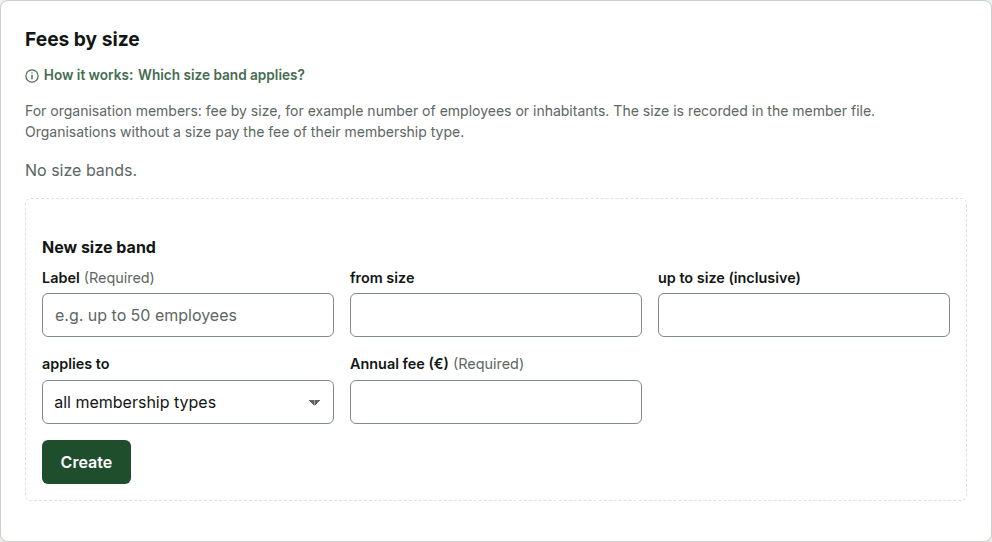 Fees by size
How it works: Which size band applies?
For organisation members: fee by size, for example number of employees or inhabitants. The size is recorded in the member file.
Organisations without a size pay the fee of their membership type.
No size bands.
New size band
Label (Required)
from size
up to size (inclusive)
e.g. up to 50 employees
applies to
Annual fee (€) (Required)
all membership types
Create